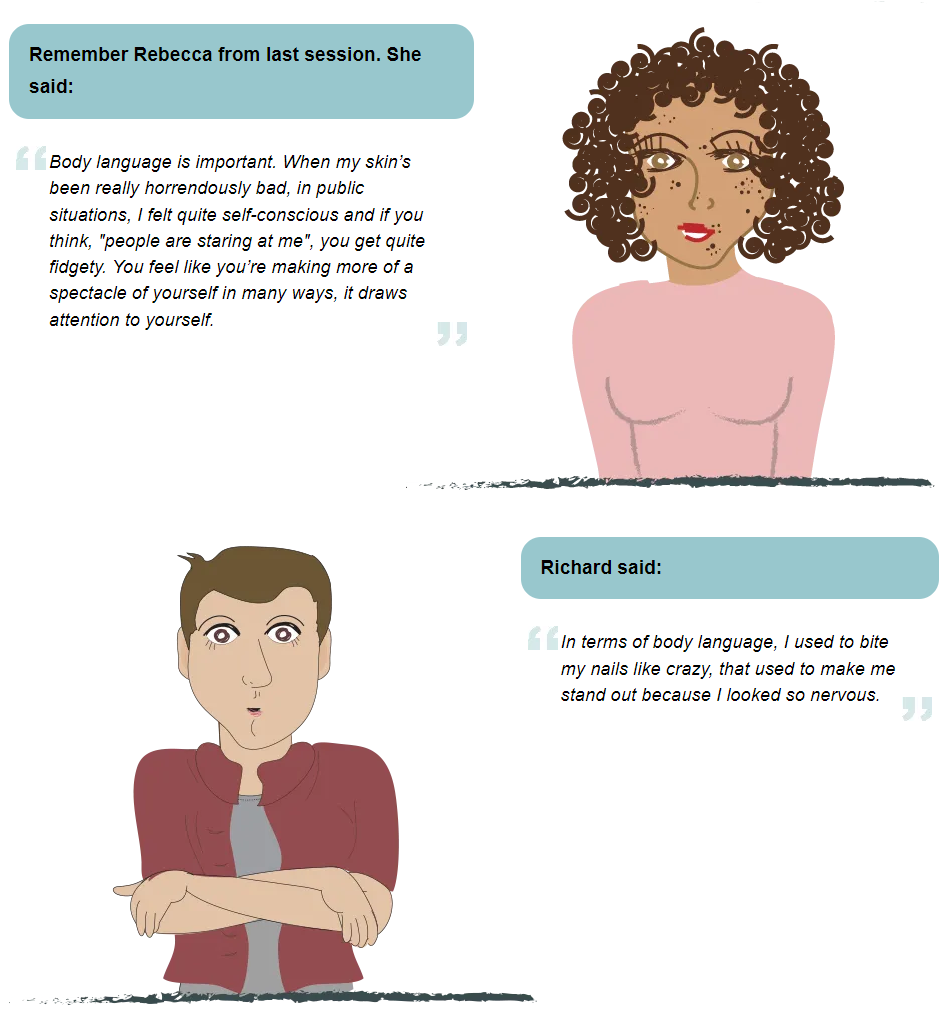 Remember Rebecca from last session. She
said:
“Body language is important. When my skin’s
been really horrendously bad, in public
situations, I felt quite self-conscious and if you
think, "people are staring at me", you get quite
fidgety. You feel like you’re making more of a
spectacle of yourself in many ways, it draws
attention to yourself.”
Richard said:
“In terms of body language, I used to bite
my nails like crazy, that used to make me
stand out because I looked so nervous.”